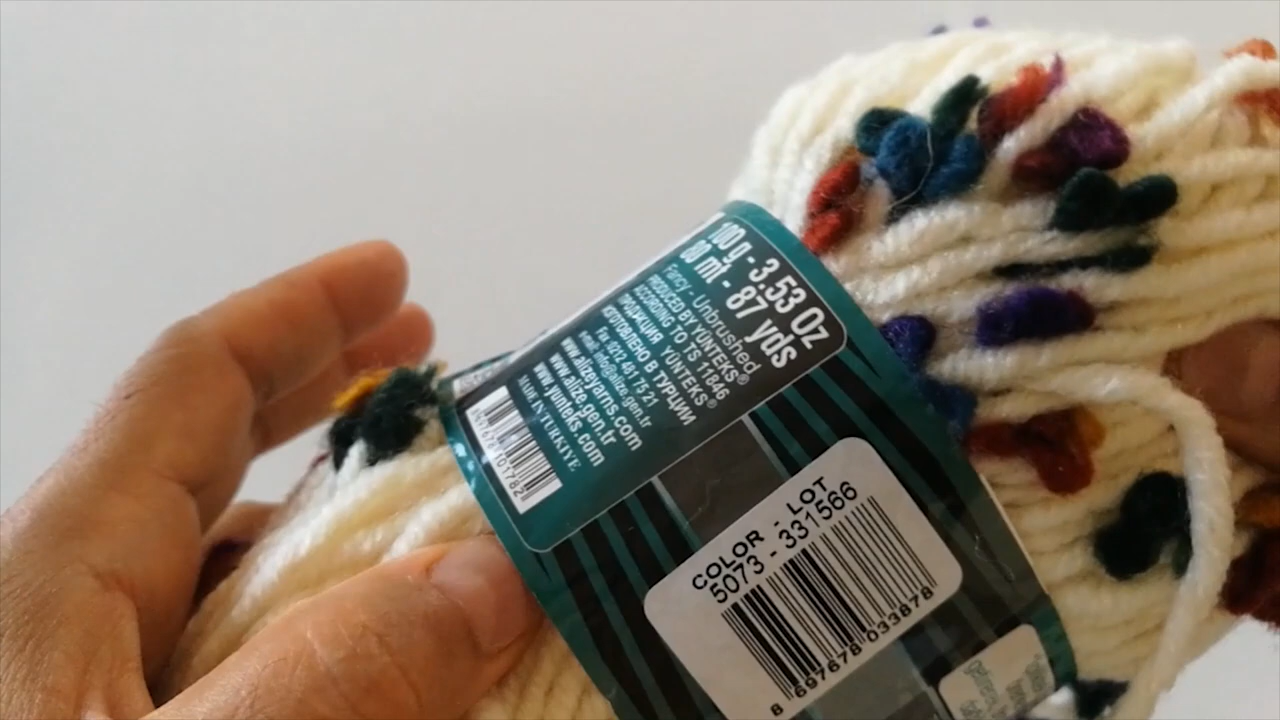 100 g - 3.53 Oz
80 mt - 87 yds
Fancy - Unbrushed
PRODUCED BY YÜNTEKS®
ACCORDING TO TS 11846
ПРОДУКЦИЯ YÜNTEKS®
ИЗГОТОВЛЕНО В ТУРЦИИ
Fax: 0212 481 75 21
e-mail: info@alize.gen.tr
www.alizeyarns.com
www.alize.gen.tr
www.yunteks.com
MADE IN TURKIYE
COLOR - LOT
5073 - 331566
8 697678 033878